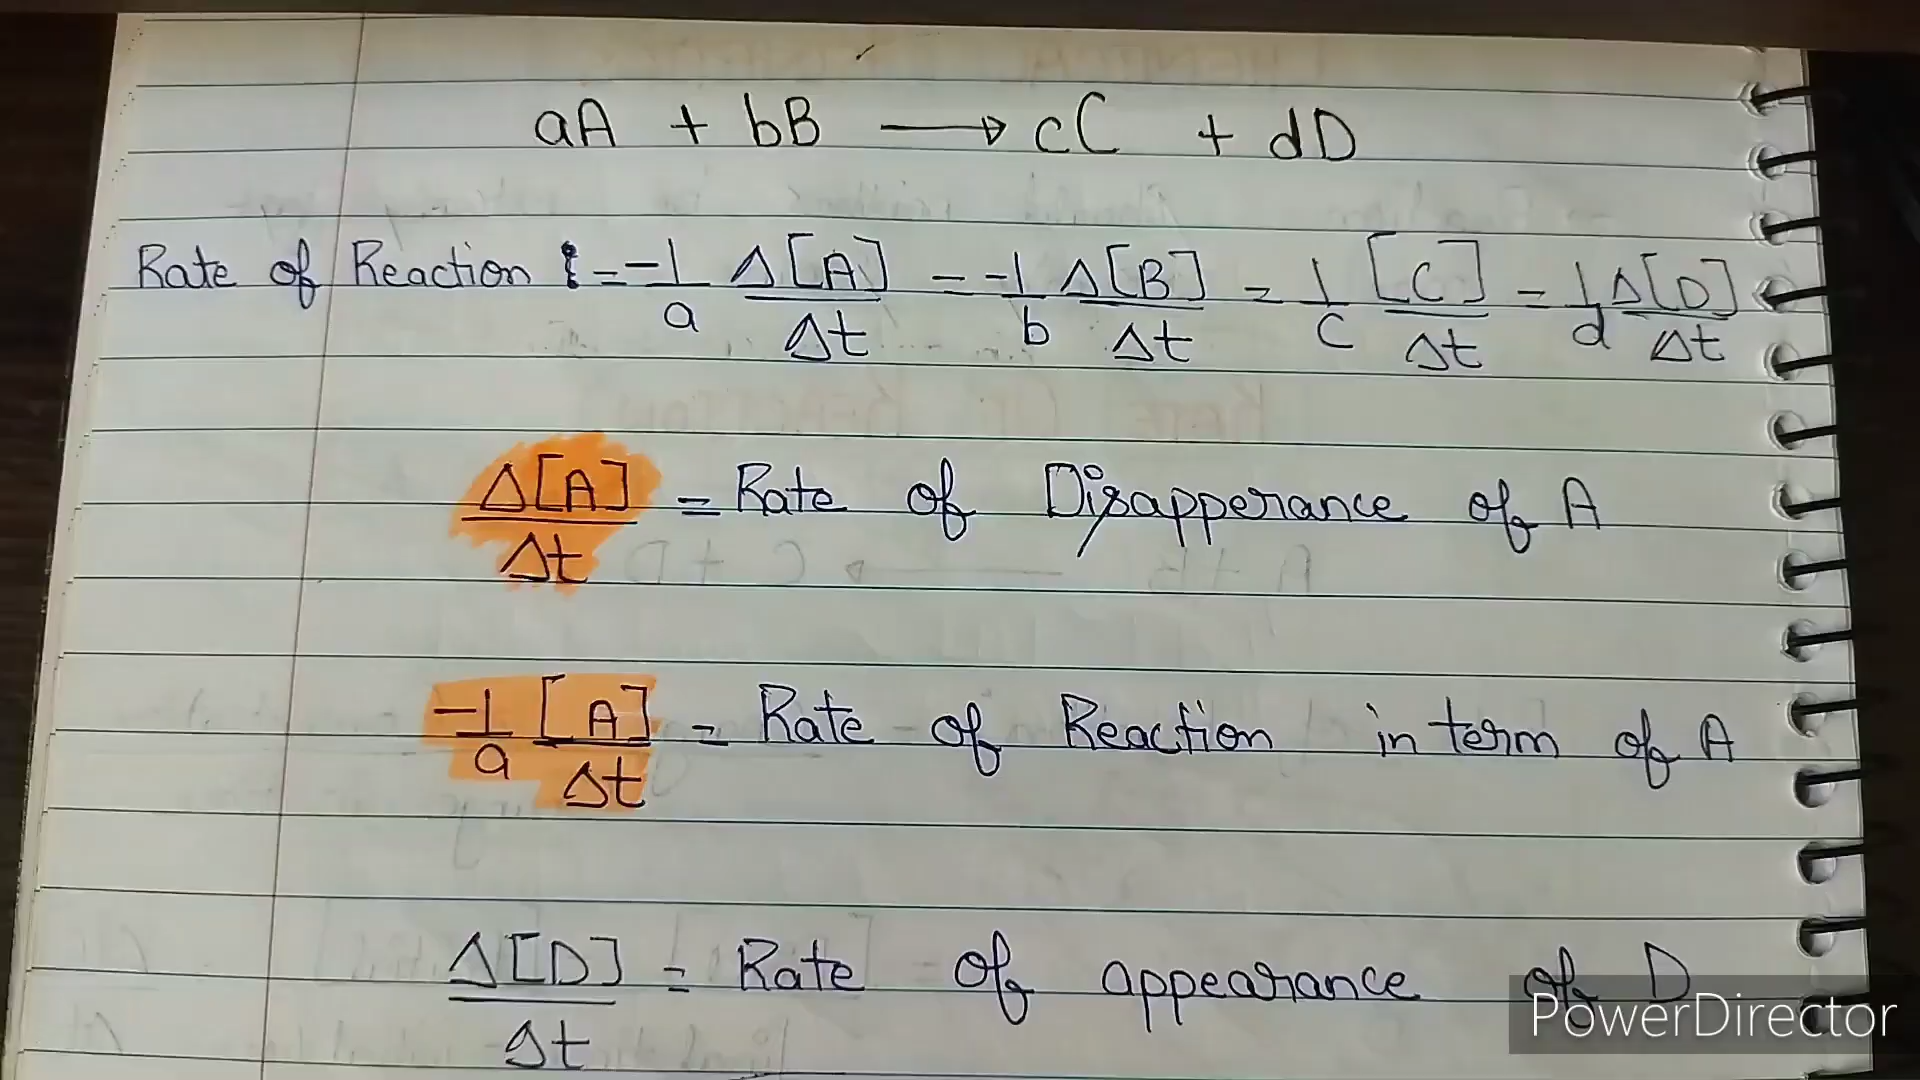 aA + bB → cC + dD
Rate of Reaction : = -1/a Δ[A]/Δt = -1/b Δ[B]/Δt = 1/c [C]/Δt = 1/d Δ[D]/Δt
Δ[A]/Δt = Rate of Disapperance of A
-1/a [A]/Δt = Rate of Reaction in term of A
Δ[D]/Δt = Rate of appearance of D
PowerDirector